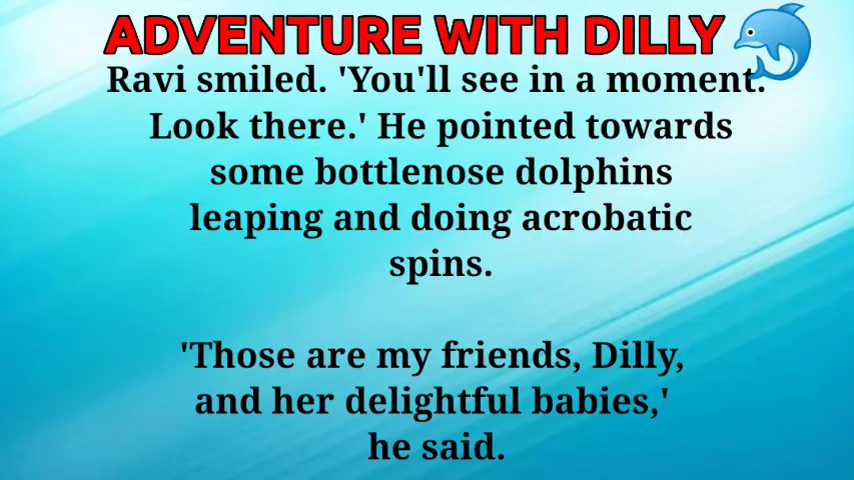 ADVENTURE WITH DILLY
Ravi smiled. 'You'll see in a moment.
Look there.' He pointed towards
some bottlenose dolphins
leaping and doing acrobatic
spins.
'Those are my friends, Dilly,
and her delightful babies,'
he said.